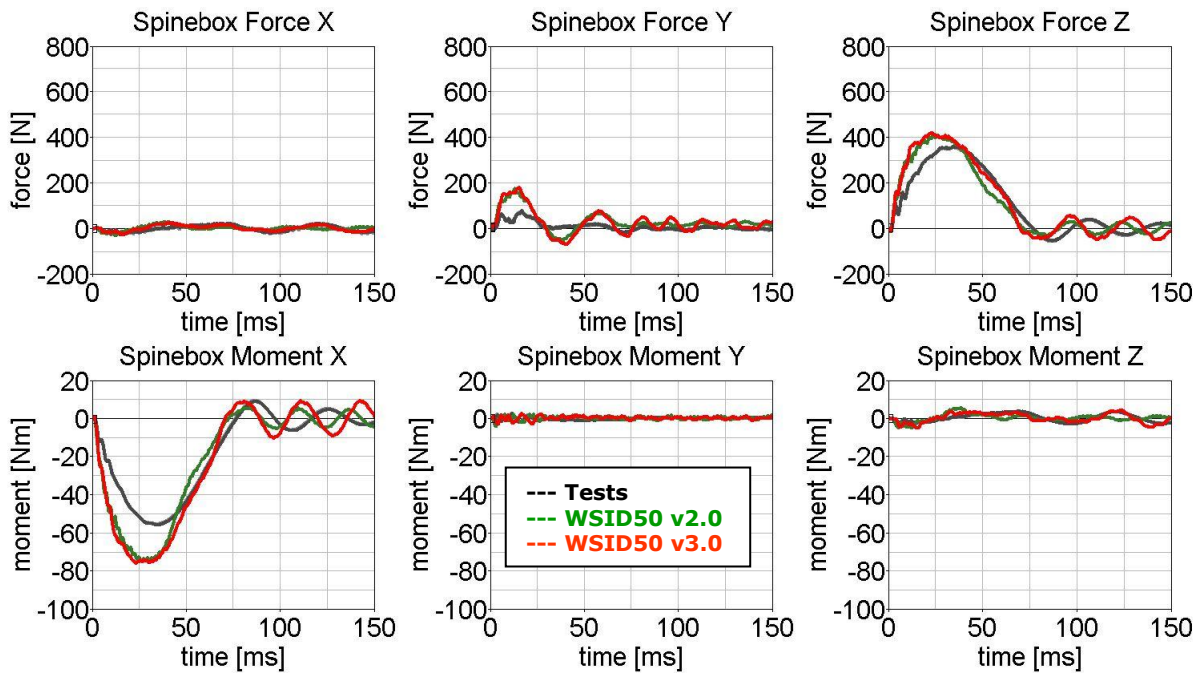 Spinebox Force X
800
600
400
200
0
-200
force [N]
0 50 100 150
time [ms]
Spinebox Force Y
800
600
400
200
0
-200
force [N]
0 50 100 150
time [ms]
Spinebox Force Z
800
600
400
200
0
-200
force [N]
0 50 100 150
time [ms]
Spinebox Moment X
20
0
-20
-40
-60
-80
-100
moment [Nm]
0 50 100 150
time [ms]
Spinebox Moment Y
20
0
-20
-40
-60
-80
-100
moment [Nm]
--- Tests
--- WSID50 v2.0
--- WSID50 v3.0
0 50 100 150
time [ms]
Spinebox Moment Z
20
0
-20
-40
-60
-80
-100
moment [Nm]
0 50 100 150
time [ms]